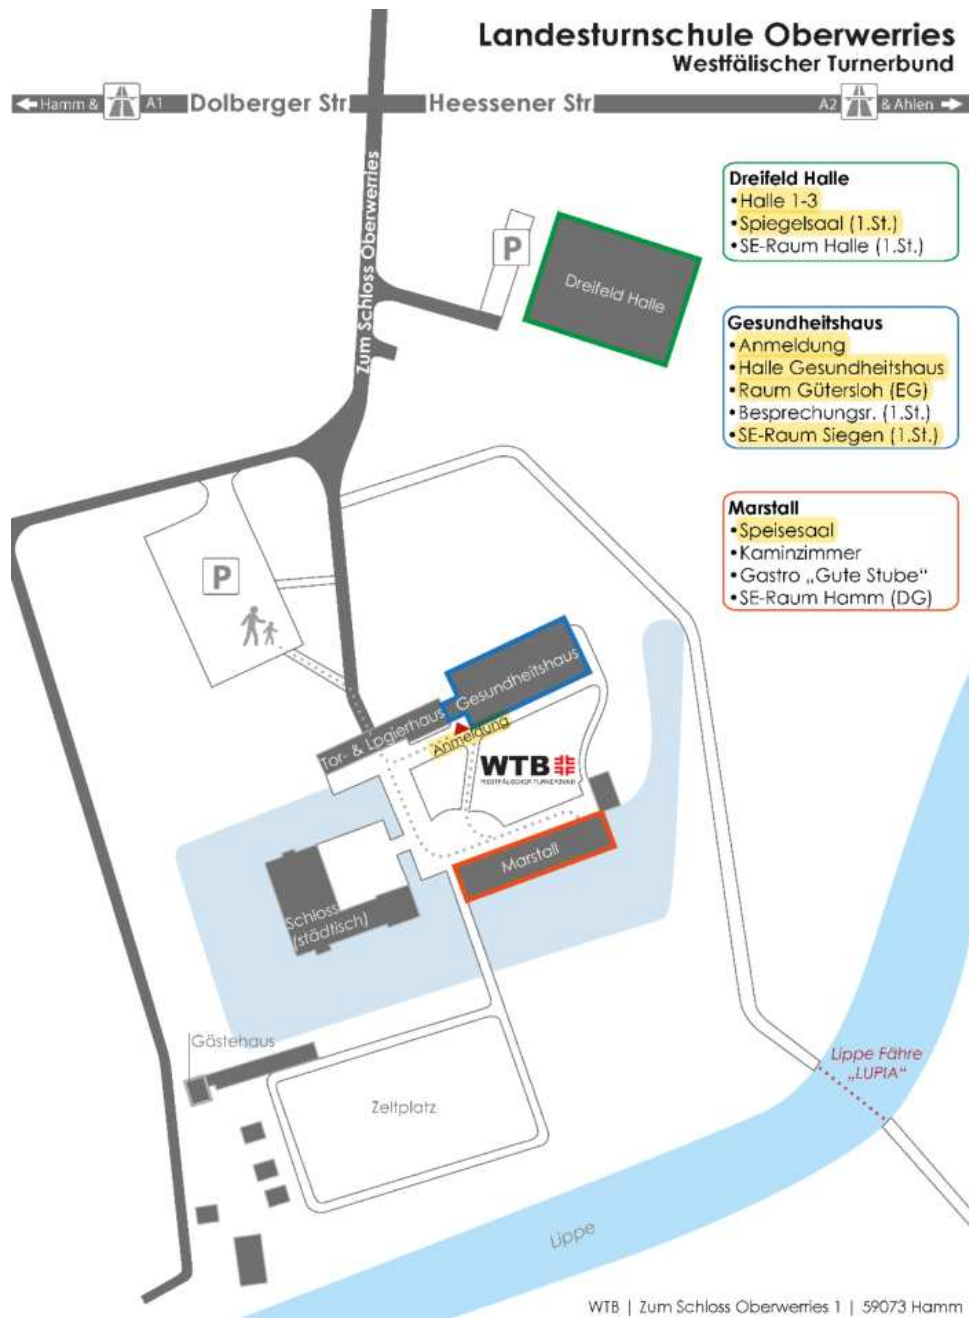 Landesturnschule Oberwerries
Westfälischer Turnerbund
Hamm & A1 Dolberger Str. Heessener Str. A2 & Ahlen
Zum Schloss Oberwerries
Dreifeld Halle
•Halle 1-3
•Spiegelsaal (1.St.)
•SE-Raum Halle (1.St.)
P
Dreifeld Halle
Gesundheitshaus
•Anmeldung
•Halle Gesundheitshaus
•Raum Gütersloh (EG)
•Besprechungsr. (1.St.)
•SE-Raum Siegen (1.St.)
Marstall
•Speisesaal
•Kaminzimmer
•Gastro „Gute Stube“
•SE-Raum Hamm (DG)
P
Gesundheitshaus
Tor- & Logierhaus
Anmeldung
WTB
WESTFÄLISCHER TURNERBUND
Marstall
Schloss
(städtisch)
Gästehaus
Lippe Fähre
„LUPIA“
Zeltplatz
Lippe
WTB | Zum Schloss Oberwerries 1 | 59073 Hamm